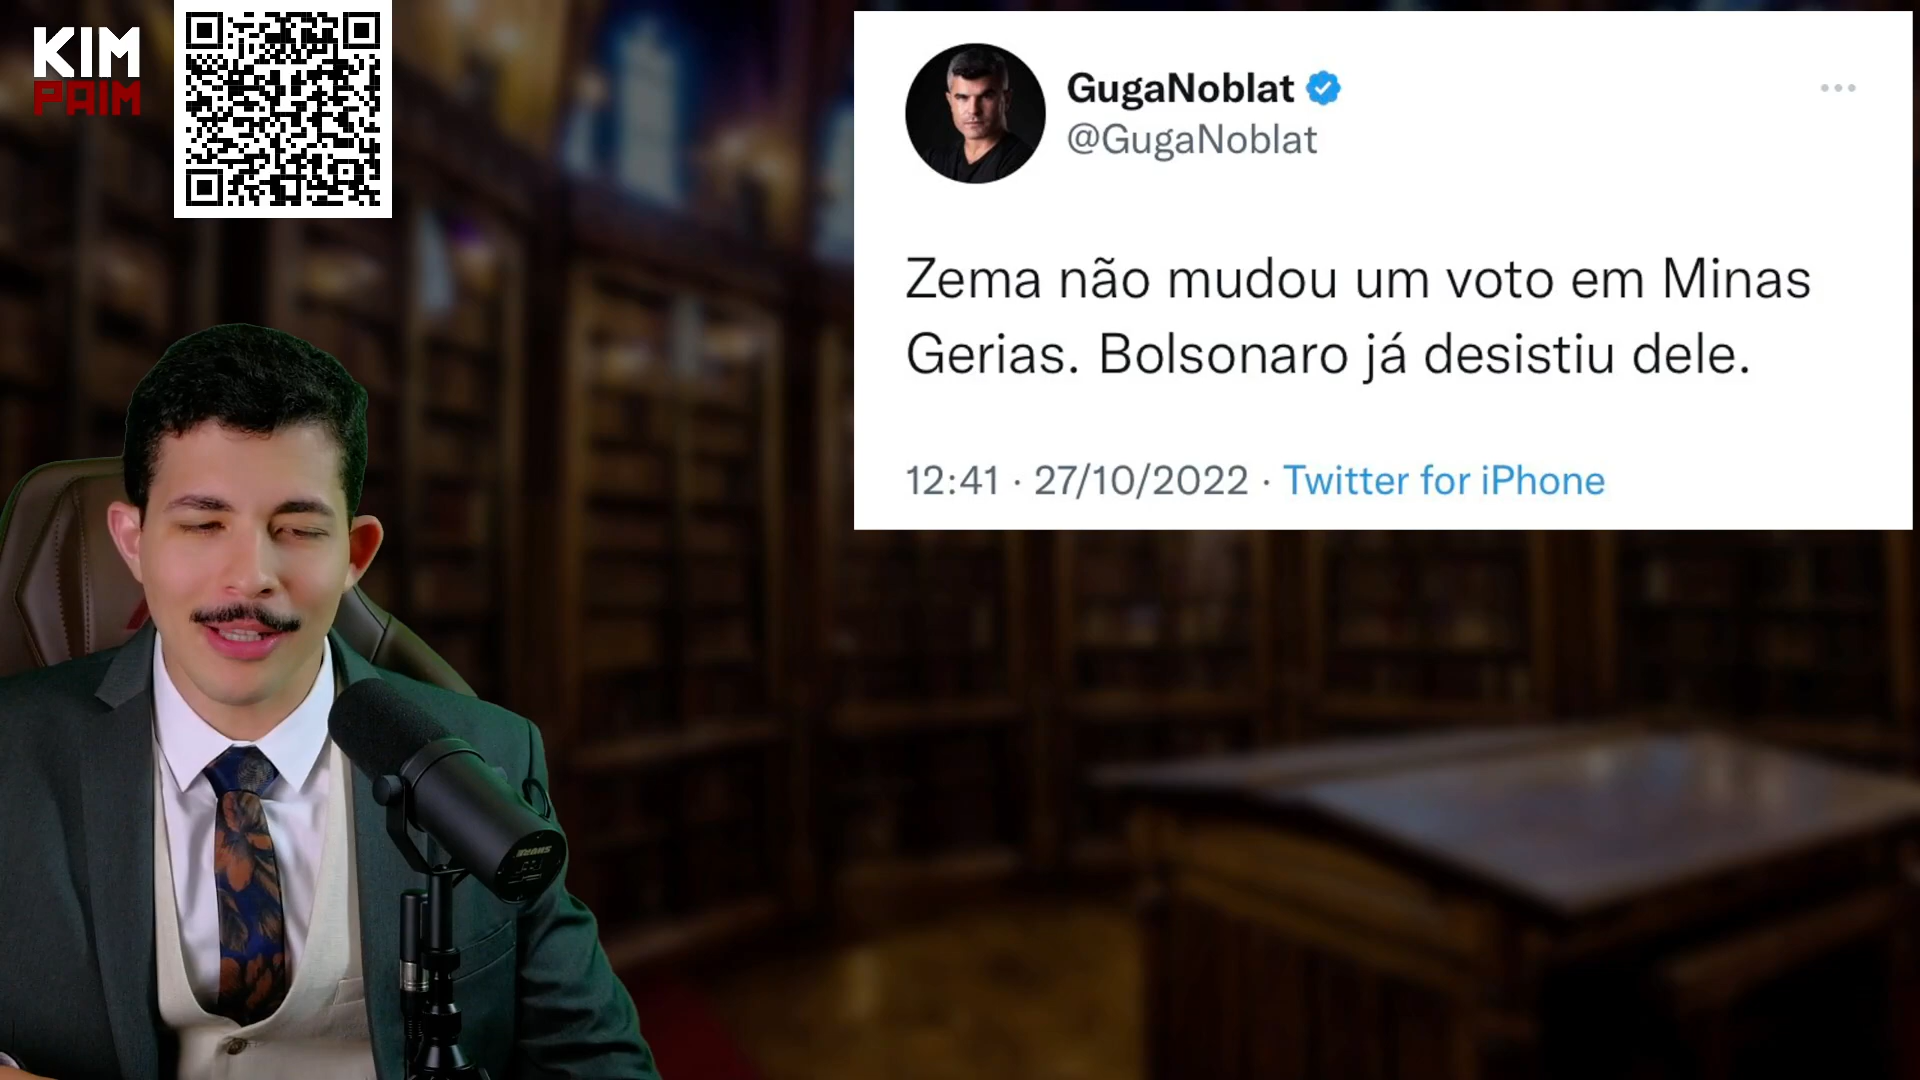 KIM
PAIM
GugaNoblat
@GugaNoblat
Zema não mudou um voto em Minas
Gerias. Bolsonaro já desistiu dele.
12:41 · 27/10/2022 · Twitter for iPhone